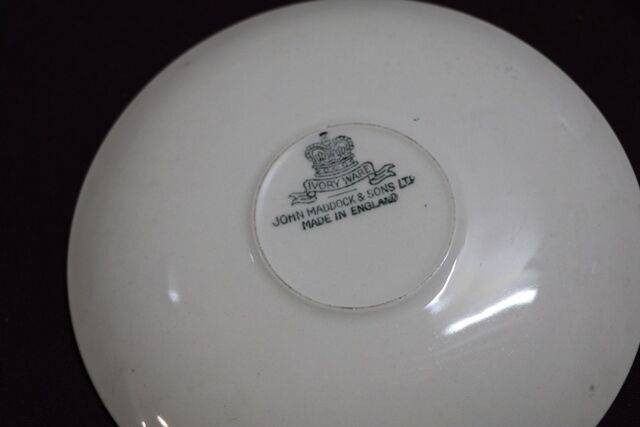 IVORY WARE
JOHN MADDOCK & SONS LTD
MADE IN ENGLAND